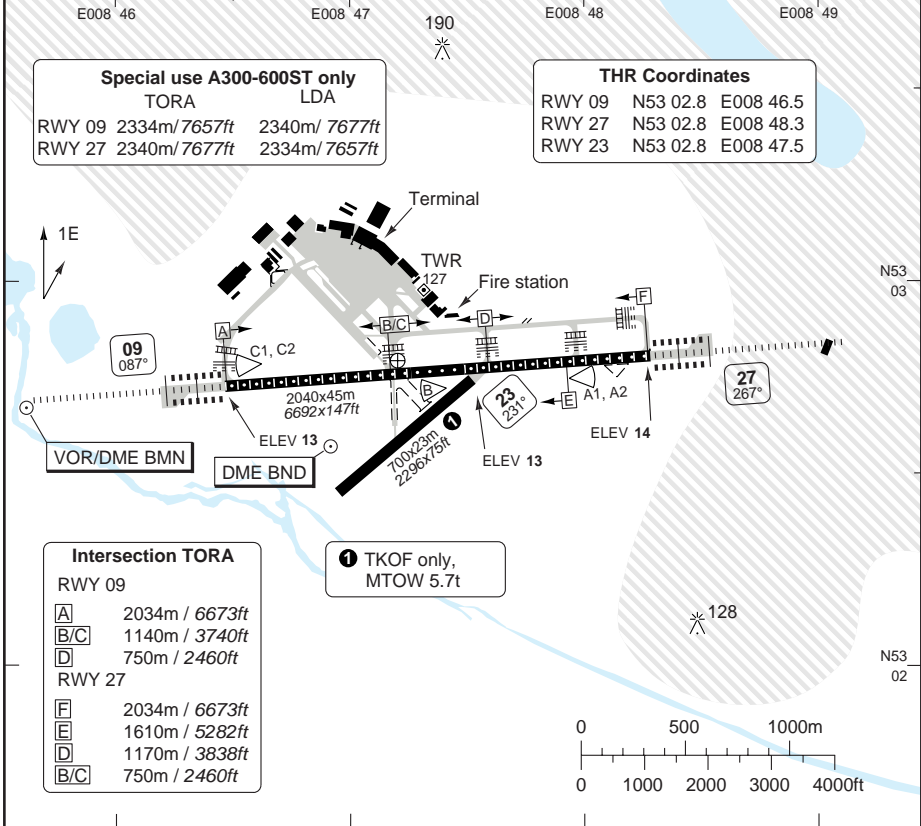 E008 46
E008 47
E008 48
E008 49
190
Special use A300-600ST only
TORA LDA
RWY 09 2334m/7657ft 2340m/7677ft
RWY 27 2340m/7677ft 2334m/7657ft
THR Coordinates
RWY 09 N53 02.8 E008 46.5
RWY 27 N53 02.8 E008 48.3
RWY 23 N53 02.8 E008 47.5
Terminal
1E
TWR
127
Fire station
N53
03
F
A
B/C
D
09
087°
C1, C2
2040x45m
6692x147ft
B
23
231°
E
A1, A2
27
267°
ELEV 13
ELEV 13
ELEV 14
VOR/DME BMN
DME BND
700x23m
2296x75ft
1
Intersection TORA
RWY 09
A 2034m / 6673ft
B/C 1140m / 3740ft
D 750m / 2460ft
RWY 27
F 2034m / 6673ft
E 1610m / 5282ft
D 1170m / 3838ft
B/C 750m / 2460ft
1 TKOF only,
MTOW 5.7t
128
N53
02
0 500 1000m
0 1000 2000 3000 4000ft